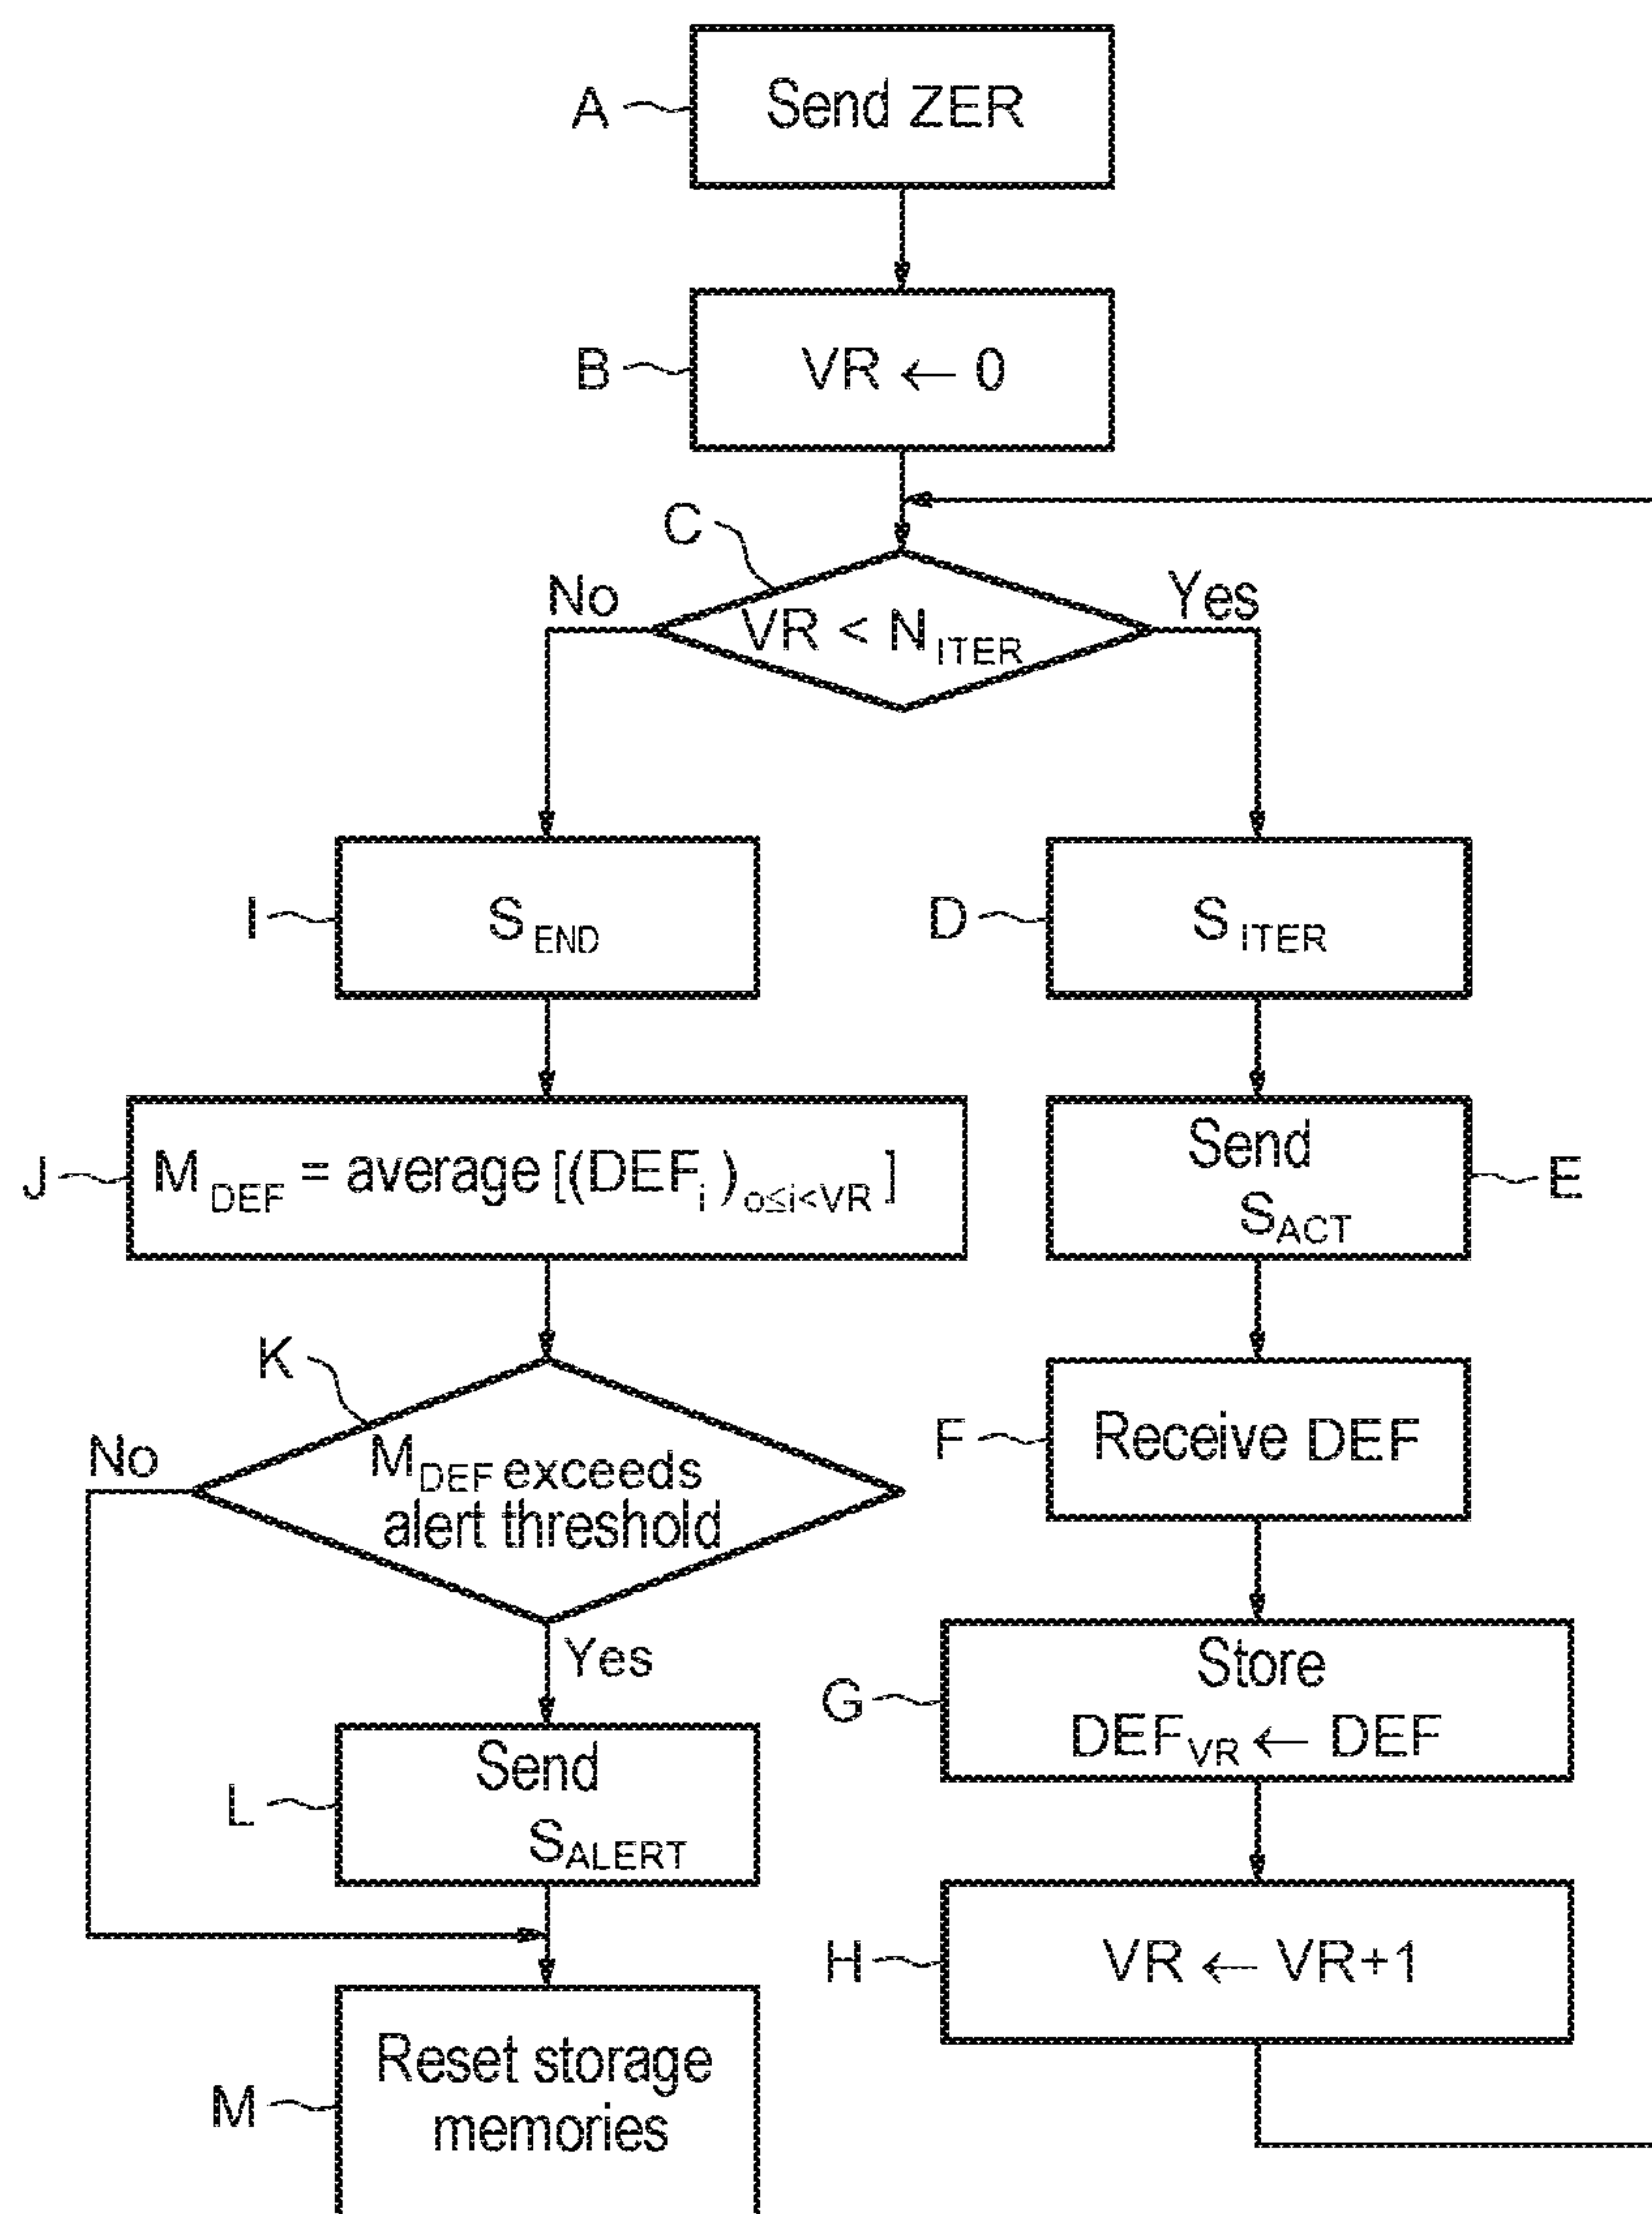 A
Send ZER
B
VR ← 0
C
No
VR < N ITER
Yes
I
S END
D
S ITER
J
M DEF = average [(DEF i ) o≤i<VR ]
Send
S ACT
E
K
No
M DEF exceeds
alert threshold
F
Receive DEF
Yes
G
Store
DEF VR ← DEF
L
Send
S ALERT
H
VR ← VR+1
M
Reset storage
memories